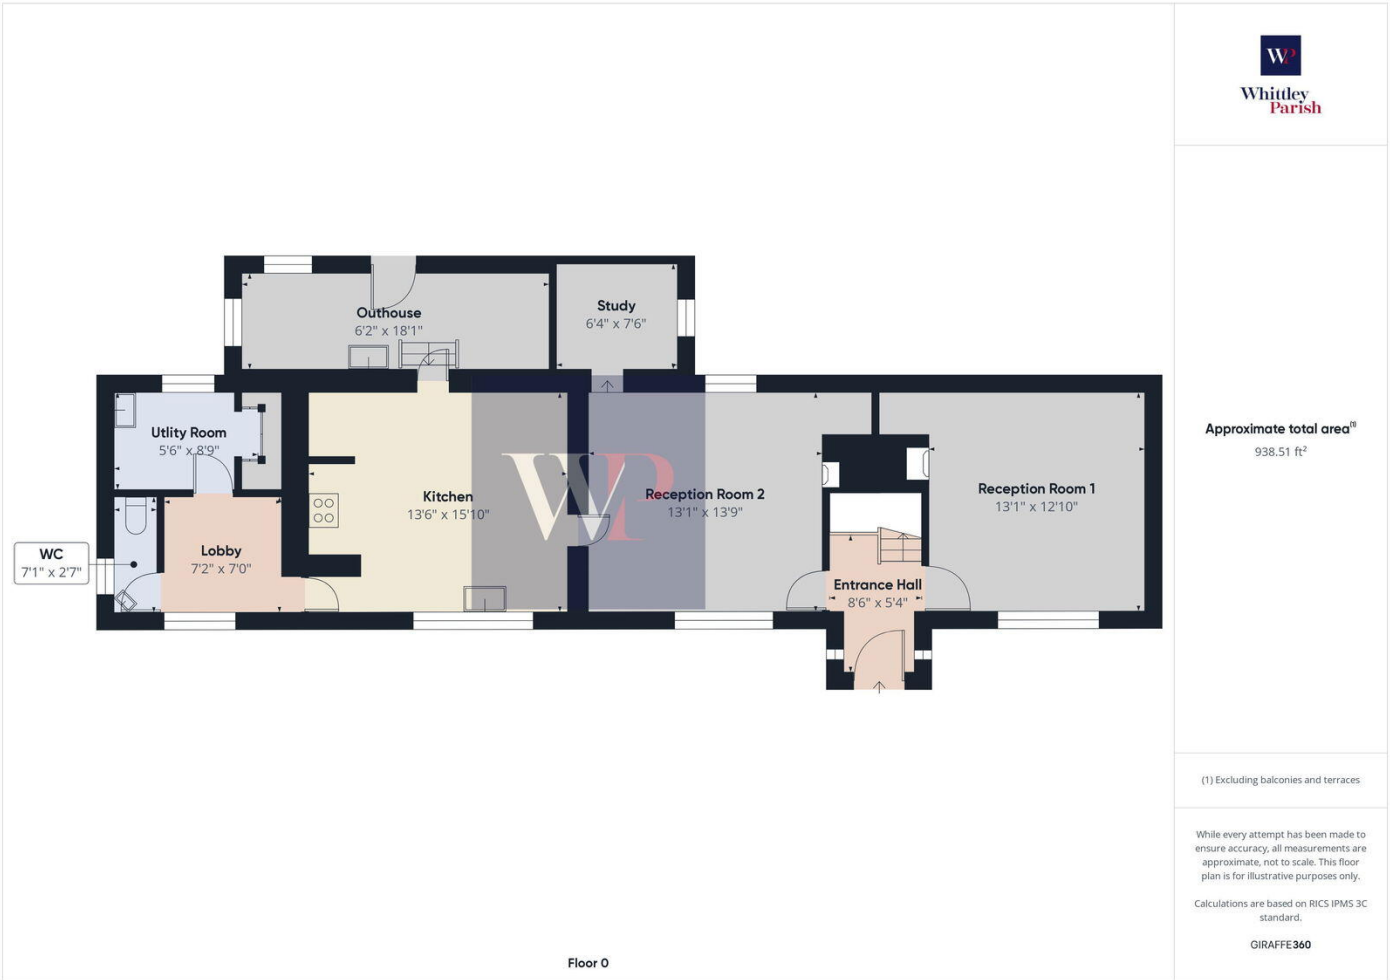 WP
Whittley
Parish
Outhouse
6'2" x 18'1"
Study
6'4" x 7'6"
Utlity Room
5'6" x 8'9"
Kitchen
13'6" x 15'10"
WP
Reception Room 2
13'1" x 13'9"
Reception Room 1
13'1" x 12'10"
WC
7'1" x 2'7"
Lobby
7'2" x 7'0"
Entrance Hall
8'6" x 5'4"
Approximate total area(1)
938.51 ft²
(1) Excluding balconies and terraces
While every attempt has been made to
ensure accuracy, all measurements are
approximate, not to scale. This floor
plan is for illustrative purposes only.
Calculations are based on RICS IPMS 3C
standard.
GIRAFFE360
Floor 0